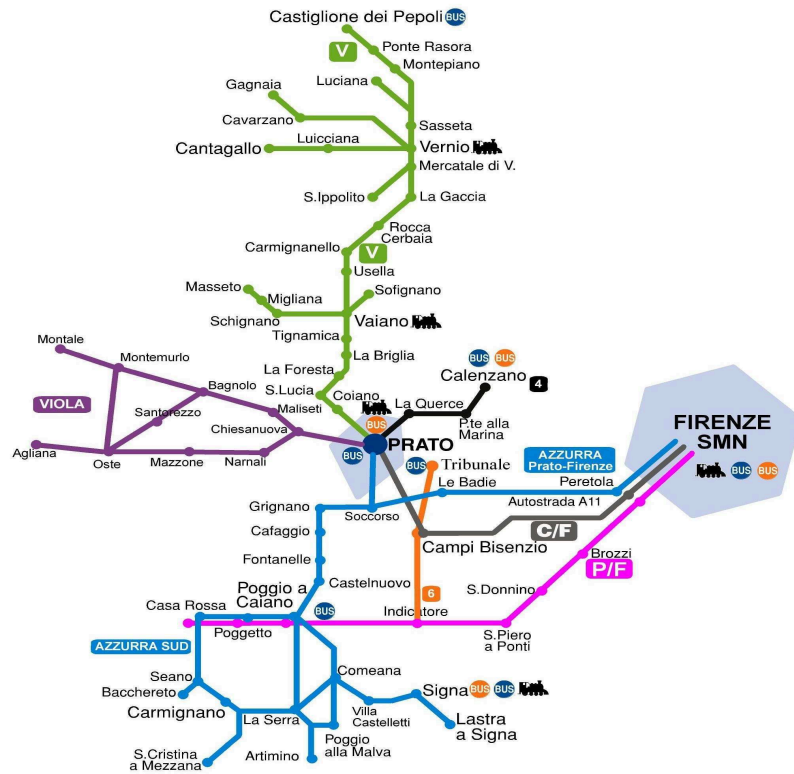 Castiglione dei Pepoli BUS
V
Ponte Rasora
Montepiano
Luciana
Gagnaia
Cavarzano
Sasseta
Luicciana
Cantagallo
Vernio
Mercatale di V.
S.Ippolito
La Gaccia
Rocca
Cerbaia
Carmignanello
V
Usella
Masseto
Sofignano
Migliana
Schignano
Vaiano
Tignamica
Montale
La Briglia
Montemurlo
La Foresta
BUS BUS
Calenzano
4
VIOLA
Bagnolo
S.Lucia
Coiano
La Querce
Santorezzo
Maliseti
BUS
P.te alla
Marina
FIRENZE
SMN
Chiesanuova
PRATO
Agliana
Oste
Mazzone
Narnali
BUS
BUS
Tribunale
AZZURRA
Prato-Firenze
BUS BUS
Le Badie
Peretola
Grignano
Soccorso
Autostrada A11
Cafaggio
C/F
Campi Bisenzio
Fontanelle
Brozzi
P/F
Castelnuovo
Poggio a
Caiano
BUS
6
S.Donnino
Casa Rossa
Indicatore
Poggetto
S.Piero
a Ponti
AZZURRA SUD
Seano
Comeana
Bacchereto
Signa BUS BUS
Carmignano
La Serra
Villa
Castelletti
Lastra
a Signa
S.Cristina
a Mezzana
Artimino
Poggio
alla Malva